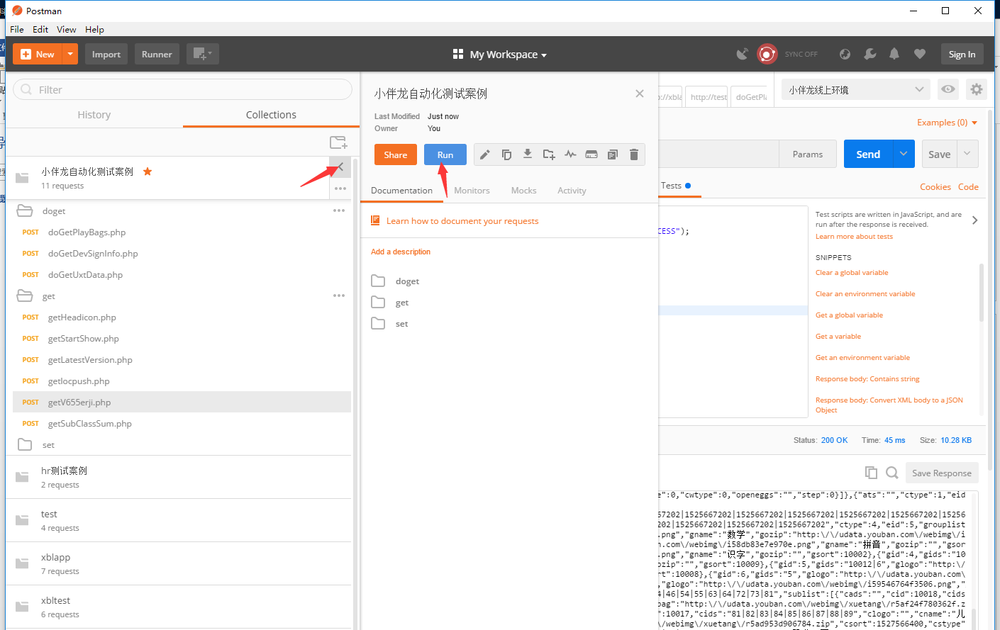 Postman
File Edit View Help
New
Import
Runner
My Workspace
SYNC OFF
Sign In
Filter
History
Collections
小伴龙自动化测试案例
11 requests
doget
POST doGetPlayBags.php
POST doGetDevSignInfo.php
POST doGetUxtData.php
get
POST getHeadicon.php
POST getStartShow.php
POST getLatestVersion.php
POST getlocpush.php
POST getV655erji.php
POST getSubClassSum.php
set
hr测试案例
2 requests
test
4 requests
xblapp
7 requests
xbltest
6 requests
小伴龙自动化测试案例
Last Modified Just now
Owner You
Share
Run
Documentation
Monitors
Mocks
Activity
Learn how to document your requests
Add a description
doget
get
set
://xbla
http://test
doGetPla
小伴龙线上环境
Examples (0)
Params
Send
Save
Tests
Cookies
Code
CESS");
Test scripts are written in JavaScript, and are
run after the response is received.
Learn more about tests
SNIPPETS
Clear a global variable
Clear an environment variable
Get a global variable
Get a variable
Get an environment variable
Response body: Contains string
Response body: Convert XML body to a JSON
Object
Status: 200 OK
Time: 45 ms
Size: 10.28 KB
Save Response
e":0,"cwtype":0,"openeggs":"","step":0}]},{"ats":"","ctype":1,"eid
67202|1525667202|1525667202|1525667202|1525667202|1525667202|15256
202|1525667202|1525667202|1525667202","ctype":4,"eid":5,"grouplist
.png","gname":"数学","gozip":"http:\/\/udata.youban.com\/webimg\/i
an.com\/webimg\/i58db83e7e970e.png","gname":"拼音","gozip":"","gsor
.png","gname":"识字","gozip":"","gsort":10002},{"gid":4,"gids":"10
ozip":"","gsort":10009},{"gid":5,"gids":"10012|6","glogo":"http:\/
rt":10008},{"gid":6,"gids":"5","glogo":"http:\/\/udata.youban.com\
,"glogo":"http:\/\/udata.youban.com\/webimg\/i59546764f3506.png","
4|46|54|55|63|64|72|73|81","sublist":[{"cads":"","cid":10018,"cids
bag":"http:\/\/udata.youban.com\/webimg\/xuetang\/r5af24f780362f.z
":10017,"cids":"81|82|83|84|85|86|87|88|89","clogo":"","cname":"儿
/webimg\/xuetang\/r5ad953d906784.zip","csort":1527566400,"cstype"